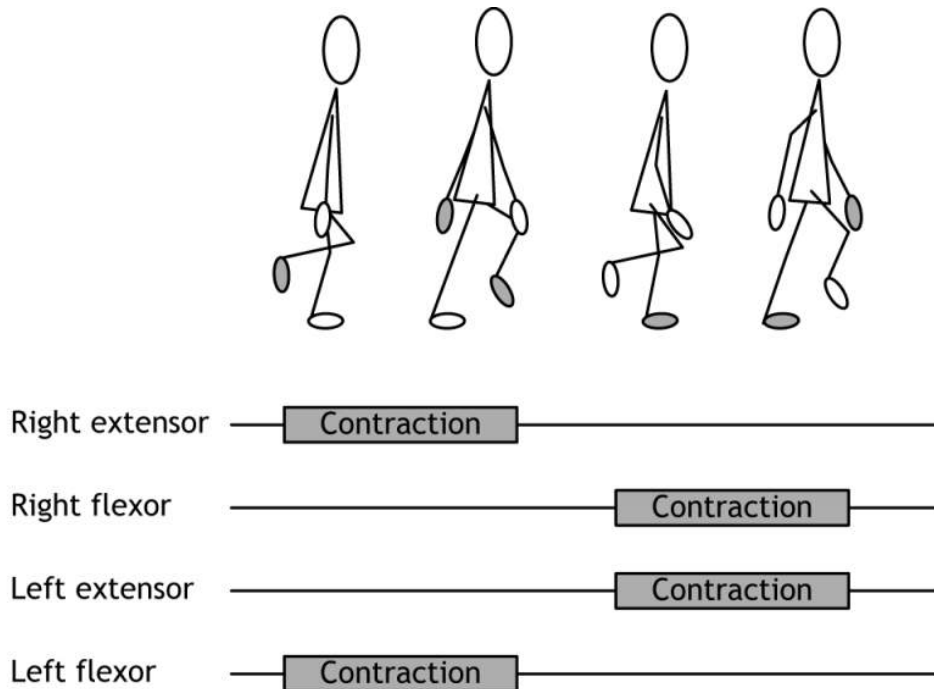 Right extensor Contraction
Right flexor Contraction
Left extensor Contraction
Left flexor Contraction